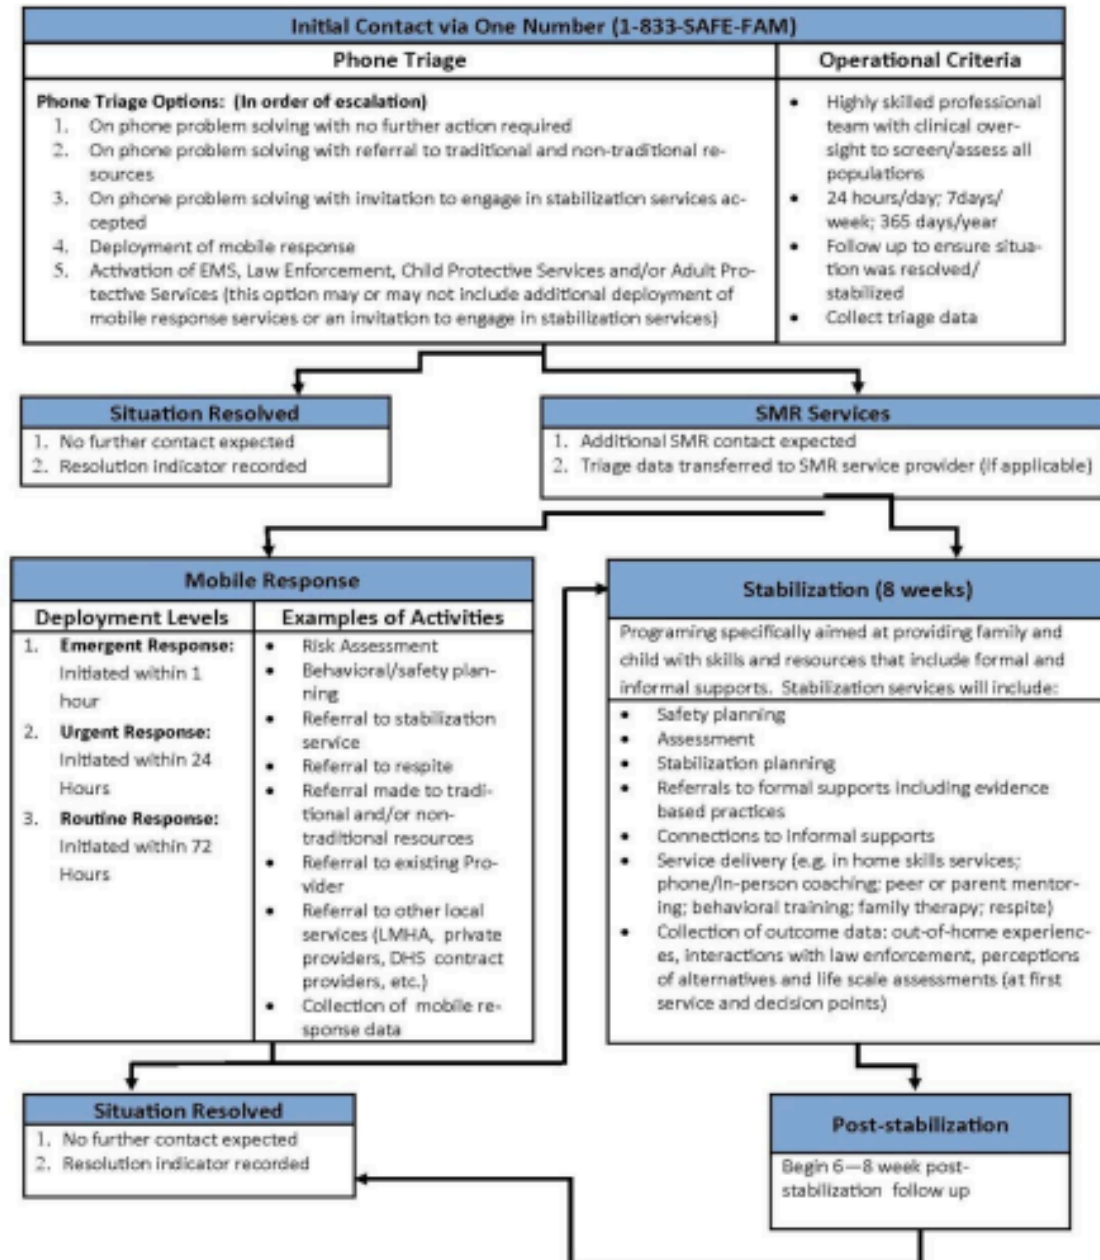 Initial Contact via One Number (1-833-SAFE-FAM)
Phone Triage
Phone Triage Options: (In order of escalation)
1. On phone problem solving with no further action required
2. On phone problem solving with referral to traditional and non-traditional re-
sources
3. On phone problem solving with invitation to engage in stabilization services ac-
cepted
4. Deployment of mobile response
5. Activation of EMS, Law Enforcement, Child Protective Services and/or Adult Pro-
tective Services (this option may or may not include additional deployment of
mobile response services or an invitation to engage in stabilization services)
Operational Criteria
• Highly skilled professional
team with clinical over-
sight to screen/assess all
populations
• 24 hours/day; 7days/
week; 365 days/year
• Follow up to ensure situa-
tion was resolved/
stabilized
• Collect triage data
Situation Resolved
1. No further contact expected
2. Resolution indicator recorded
SMR Services
1. Additional SMR contact expected
2. Triage data transferred to SMR service provider (if applicable)
Mobile Response
Deployment Levels
1. Emergent Response:
Initiated within 1
hour
2. Urgent Response:
Initiated within 24
Hours
3. Routine Response:
Initiated within 72
Hours
Examples of Activities
• Risk Assessment
• Behavioral/safety plan-
ning
• Referral to stabilization
service
• Referral to respite
• Referral made to tradi-
tional and/or non-
traditional resources
• Referral to existing Pro-
vider
• Referral to other local
services (LMHA, private
providers, DHS contract
providers, etc.)
• Collection of mobile re-
sponse data
Stabilization (8 weeks)
Programing specifically aimed at providing family and
child with skills and resources that include formal and
informal supports. Stabilization services will include:
• Safety planning
• Assessment
• Stabilization planning
• Referrals to formal supports including evidence
based practices
• Connections to informal supports
• Service delivery (e.g. in home skills services;
phone/in-person coaching; peer or parent mentor-
ing; behavioral training; family therapy; respite)
• Collection of outcome data: out-of-home experienc-
es, interactions with law enforcement, perceptions
of alternatives and life scale assessments (at first
service and decision points)
Situation Resolved
1. No further contact expected
2. Resolution indicator recorded
Post-stabilization
Begin 6—8 week post-
stabilization follow up